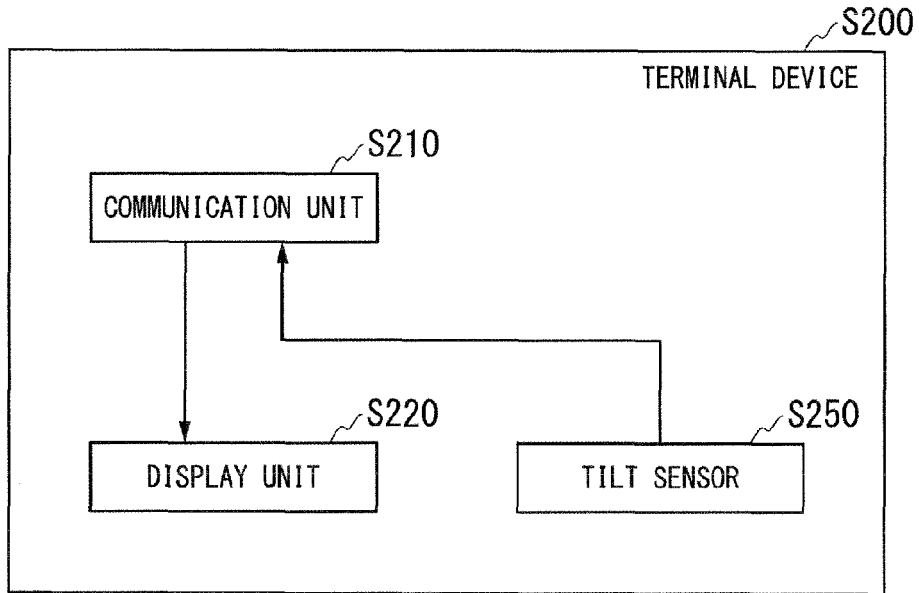 S200
TERMINAL DEVICE
S210
COMMUNICATION UNIT
S220
DISPLAY UNIT
S250
TILT SENSOR